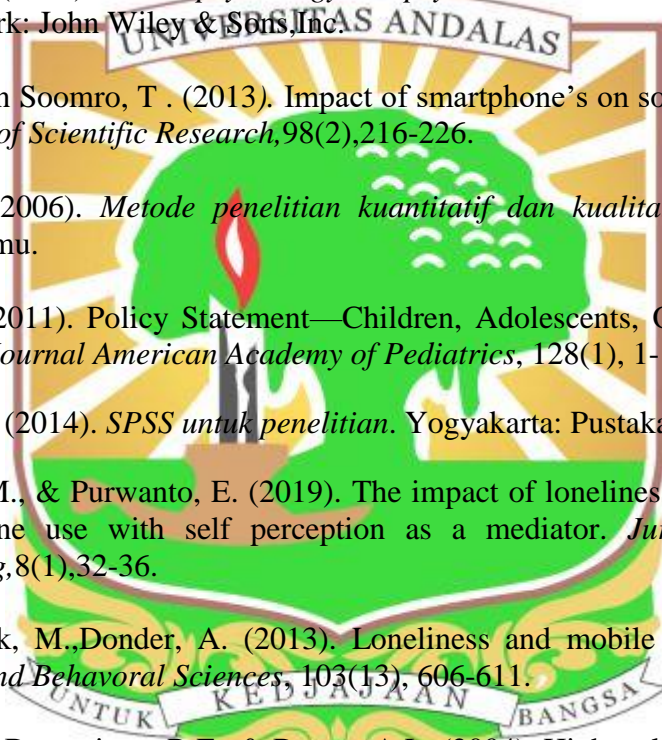 rk: John Wiley & Sons,Inc.
UNIVERSITAS ANDALAS
n Soomro, T . (2013). Impact of smartphone's on so
of Scientific Research,98(2),216-226.
2006). Metode penelitian kuantitatif dan kualita
mu.
2011). Policy Statement—Children, Adolescents,
Journal American Academy of Pediatrics, 128(1), 1-
(2014). SPSS untuk penelitian. Yogyakarta: Pustaka
M., & Purwanto, E. (2019). The impact of lonelines
ne use with self perception as a mediator. Ju
g,8(1),32-36.
k, M.,Donder, A. (2013). Loneliness and mobile
nd Behavoral Sciences, 103(13), 606-611.
UNTUK KEDJAJAAN BANGSA